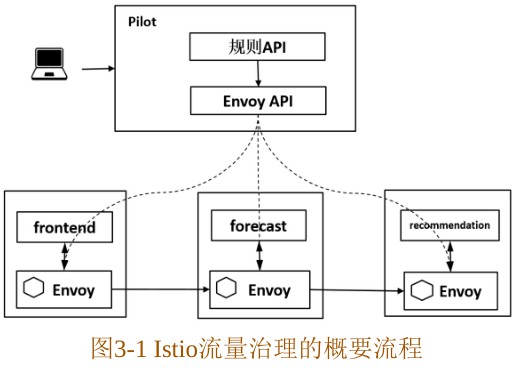 Pilot
规则API
Envoy API
frontend
forecast
recommendation
Envoy
Envoy
Envoy
图3-1 Istio流量治理的概要流程